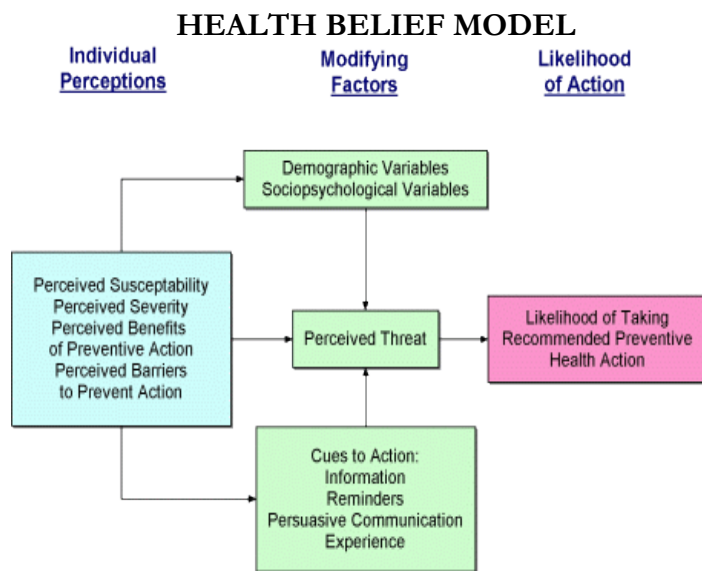 HEALTH BELIEF MODEL
Individual
Perceptions
Modifying
Factors
Likelihood
of Action
Demographic Variables
Sociopsychological Variables
Perceived Susceptability
Perceived Severity
Perceived Benefits
of Preventive Action
Perceived Barriers
to Prevent Action
Perceived Threat
Likelihood of Taking
Recommended Preventive
Health Action
Cues to Action:
Information
Reminders
Persuasive Communication
Experience